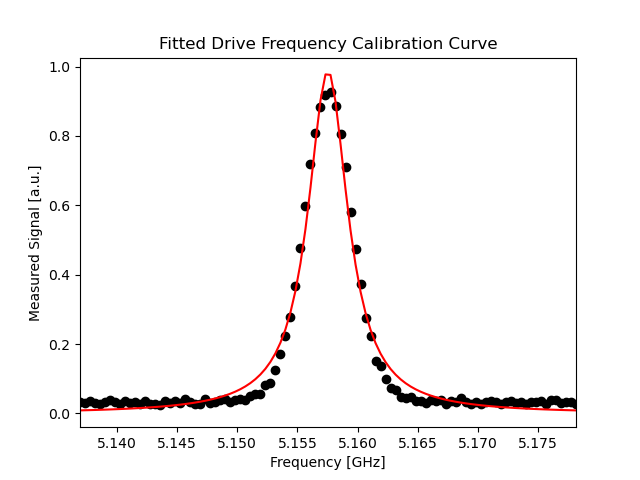 Fitted Drive Frequency Calibration Curve
Measured Signal [a.u.]
1.0
0.8
0.6
0.4
0.2
0.0
5.140 5.145 5.150 5.155 5.160 5.165 5.170 5.175
Frequency [GHz]